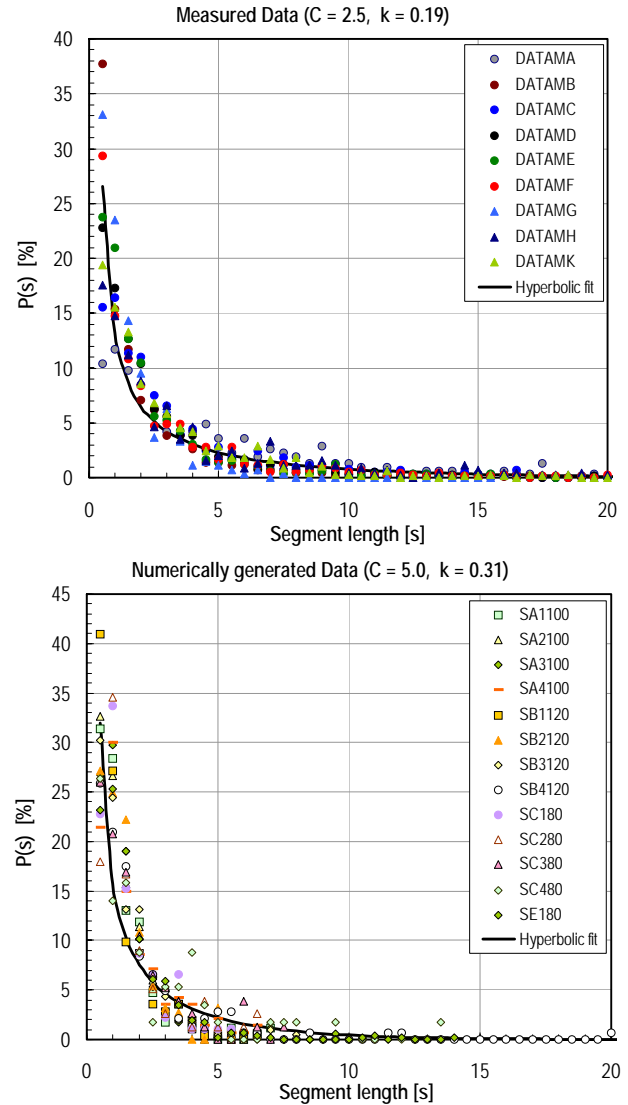 Measured Data (C = 2.5, k = 0.19)
40
35
30
25
20
15
10
5
0
P(s) [%]
DATAMA
DATAMB
DATAMC
DATAMD
DATAME
DATAMF
DATAMG
DATAMH
DATAMK
Hyperbolic fit
0 5 10 15 20
Segment length [s]
Numerically generated Data (C = 5.0, k = 0.31)
45
40
35
30
25
20
15
10
5
0
P(s) [%]
SA1100
SA2100
SA3100
SA4100
SB1120
SB2120
SB3120
SB4120
SC180
SC280
SC380
SC480
SE180
Hyperbolic fit
0 5 10 15 20
Segment length [s]